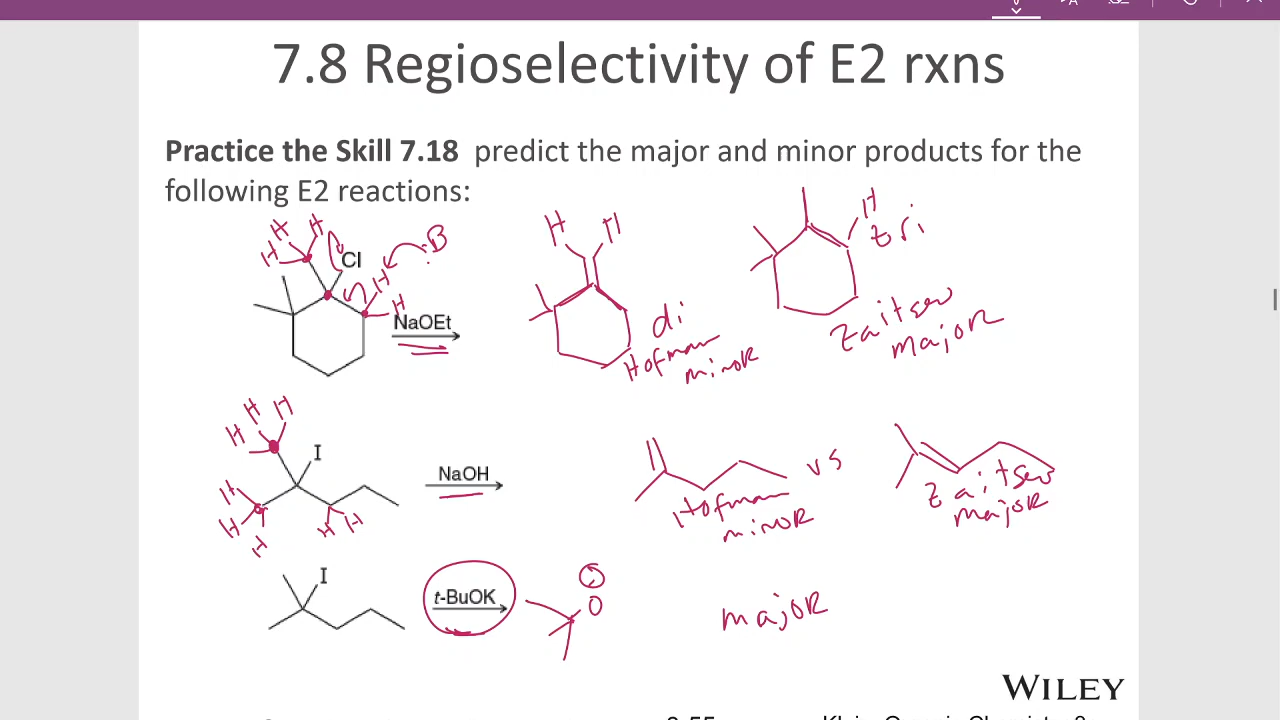 7.8 Regioselectivity of E2 rxns
Practice the Skill 7.18 predict the major and minor products for the
following E2 reactions:
H H
H
Cl
:B
H
H
NaOEt
H H
di
Hofman
minor
H
tri
Zaitsev
major
H H
H
I
H
H
H
H H
NaOH
Hofman
minor
vs
Zaitsev
major
I
t-BuOK
O
major
WILEY